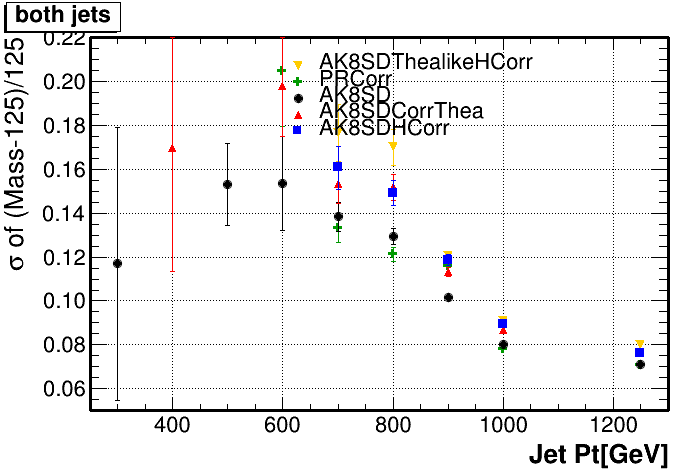 both jets
σ of (Mass-125)/125
0.22
0.20
0.18
0.16
0.14
0.12
0.10
0.08
0.06
AK8SDThealikeHCorr
PRCorr
AK8SD
AK8SDCorrThea
AK8SDHCorr
400
600
800
1000
1200
Jet Pt[GeV]